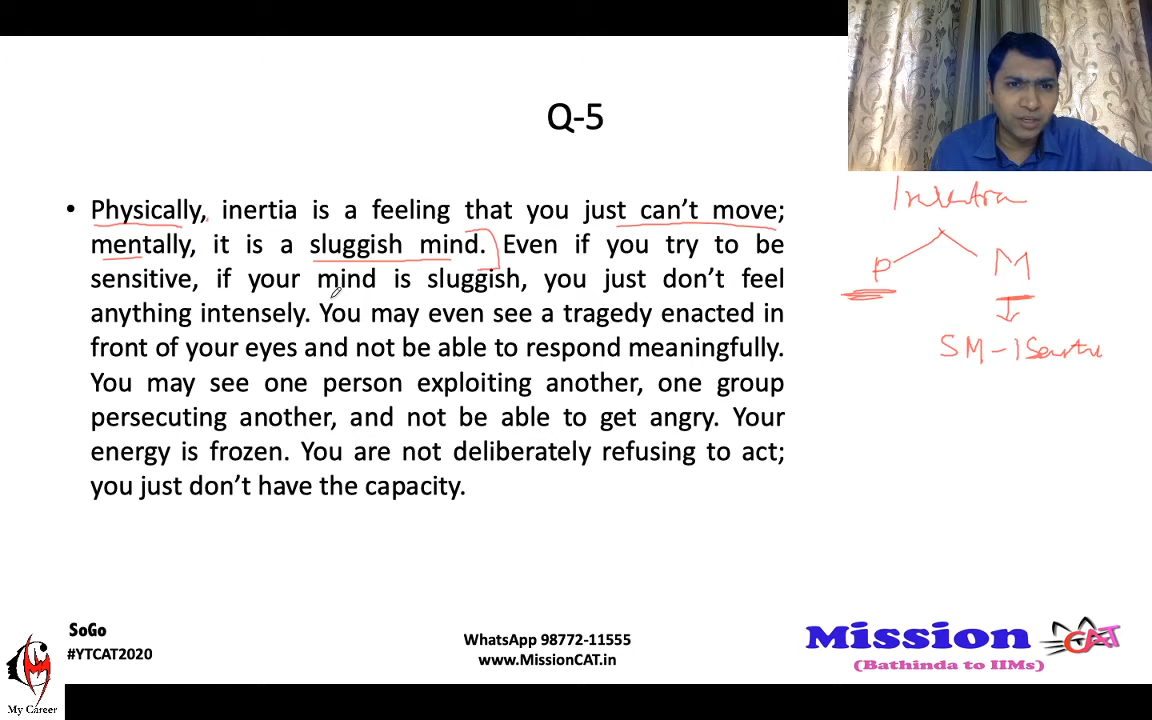 Q-5
• Physically, inertia is a feeling that you just can't move;
mentally, it is a sluggish mind. Even if you try to be
sensitive, if your mind is sluggish, you just don't feel
anything intensely. You may even see a tragedy enacted in
front of your eyes and not be able to respond meaningfully.
You may see one person exploiting another, one group
persecuting another, and not be able to get angry. Your
energy is frozen. You are not deliberately refusing to act;
you just don't have the capacity.
P
M
SM-
SoGo
#YTCAT2020
My Career
WhatsApp 98772-11555
www.MissionCAT.in
Mission CAT
(Bathinda to IIMs)